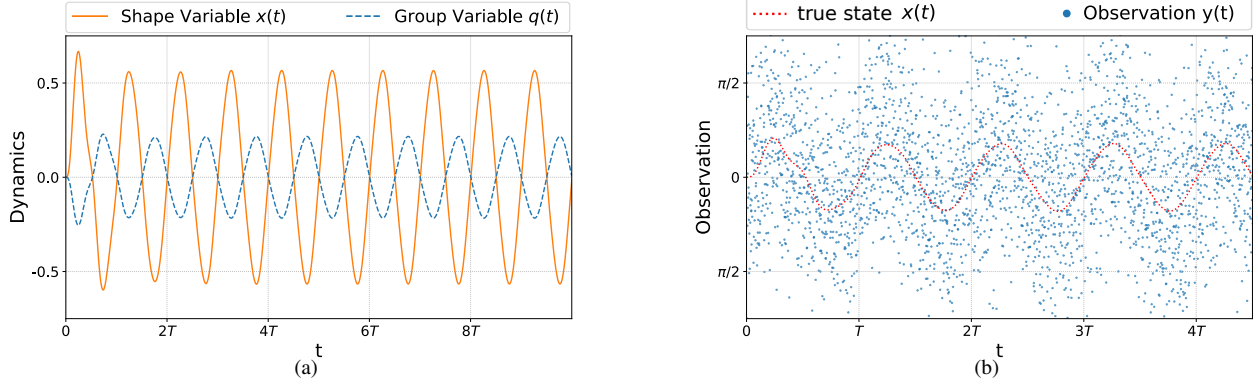 Shape Variable x(t) Group Variable q(t)
Dynamics
0.5
0.0
-0.5
0 2T 4T 6T 8T
t
(a)
true state x(t) Observation y(t)
Observation
π/2
0
π/2
0 T 2T 3T 4T
t
(b)